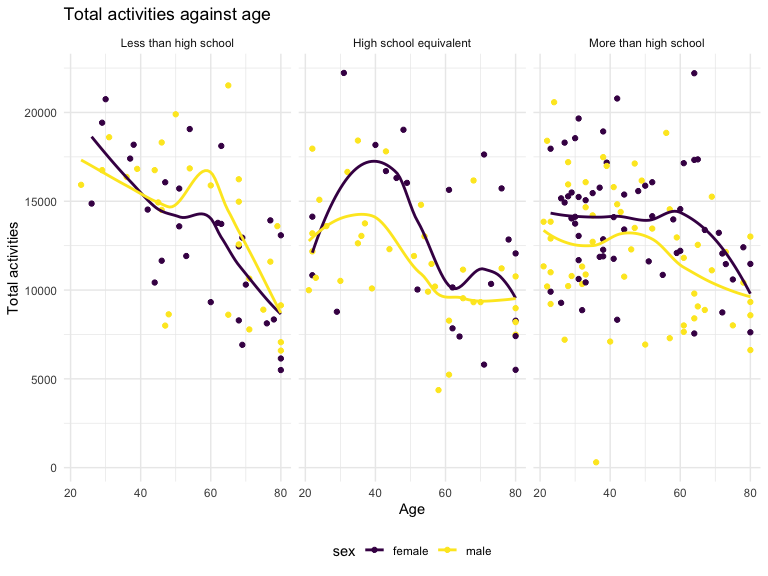 Total activities against age
Less than high school
High school equivalent
More than high school
Total activities
20000
15000
10000
5000
0
20 40 60 80
20 40 60 80
20 40 60 80
Age
sex female male